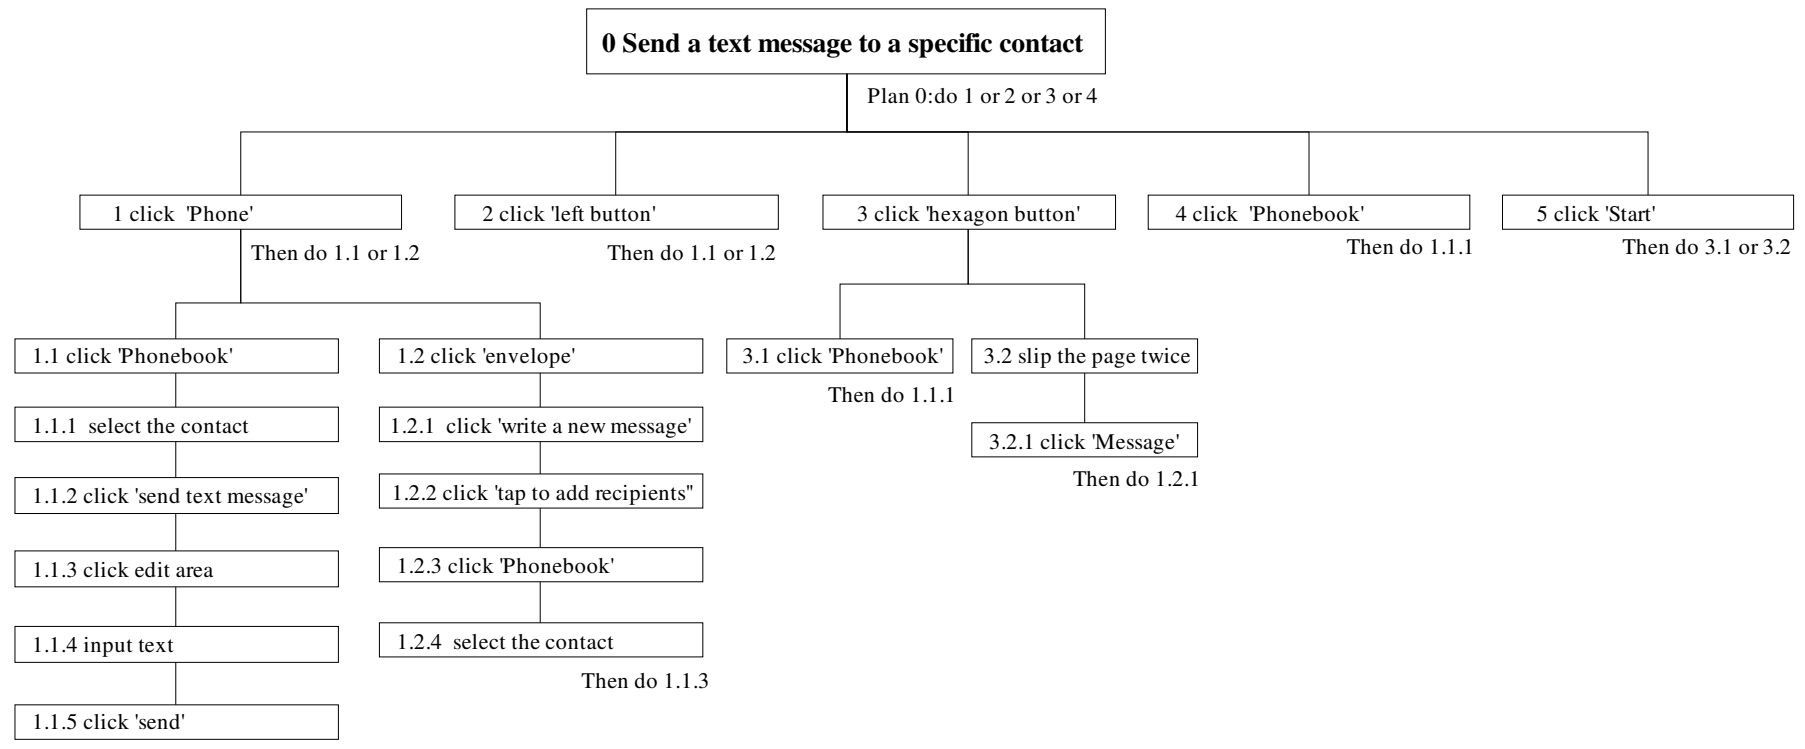 0 Send a text message to a specific contact
Plan 0:do 1 or 2 or 3 or 4
1 click 'Phone'
2 click 'left button'
3 click 'hexagon button'
4 click 'Phonebook'
5 click 'Start'
Then do 1.1 or 1.2
Then do 1.1 or 1.2
Then do 1.1.1
Then do 3.1 or 3.2
1.1 click 'Phonebook'
1.2 click 'envelope'
3.1 click 'Phonebook'
3.2 slip the page twice
Then do 1.1.1
1.1.1 select the contact
1.2.1 click 'write a new message'
3.2.1 click 'Message'
Then do 1.2.1
1.1.2 click 'send text message'
1.2.2 click 'tap to add recipients"
1.1.3 click edit area
1.2.3 click 'Phonebook'
1.1.4 input text
1.2.4 select the contact
Then do 1.1.3
1.1.5 click 'send'